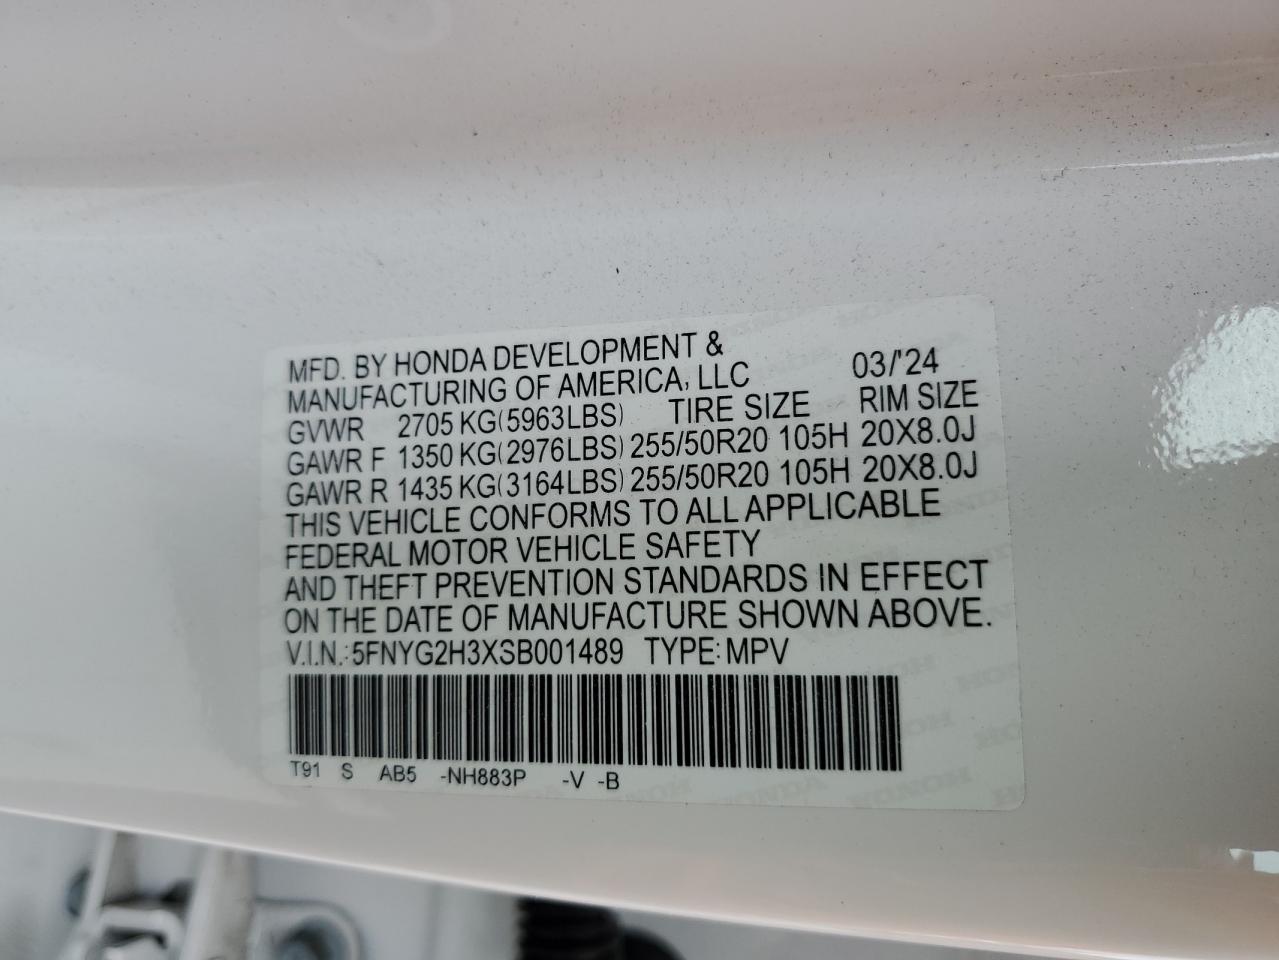 MFD. BY HONDA DEVELOPMENT &
MANUFACTURING OF AMERICA, LLC 03/'24
GVWR 2705 KG(5963LBS) TIRE SIZE RIM SIZE
GAWR F 1350 KG(2976LBS) 255/50R20 105H 20X8.0J
GAWR R 1435 KG(3164LBS) 255/50R20 105H 20X8.0J
THIS VEHICLE CONFORMS TO ALL APPLICABLE
FEDERAL MOTOR VEHICLE SAFETY
AND THEFT PREVENTION STANDARDS IN EFFECT
ON THE DATE OF MANUFACTURE SHOWN ABOVE.
V.I.N.: 5FNYG2H3XSB001489 TYPE: MPV
T91 S AB5 -NH883P -V -B